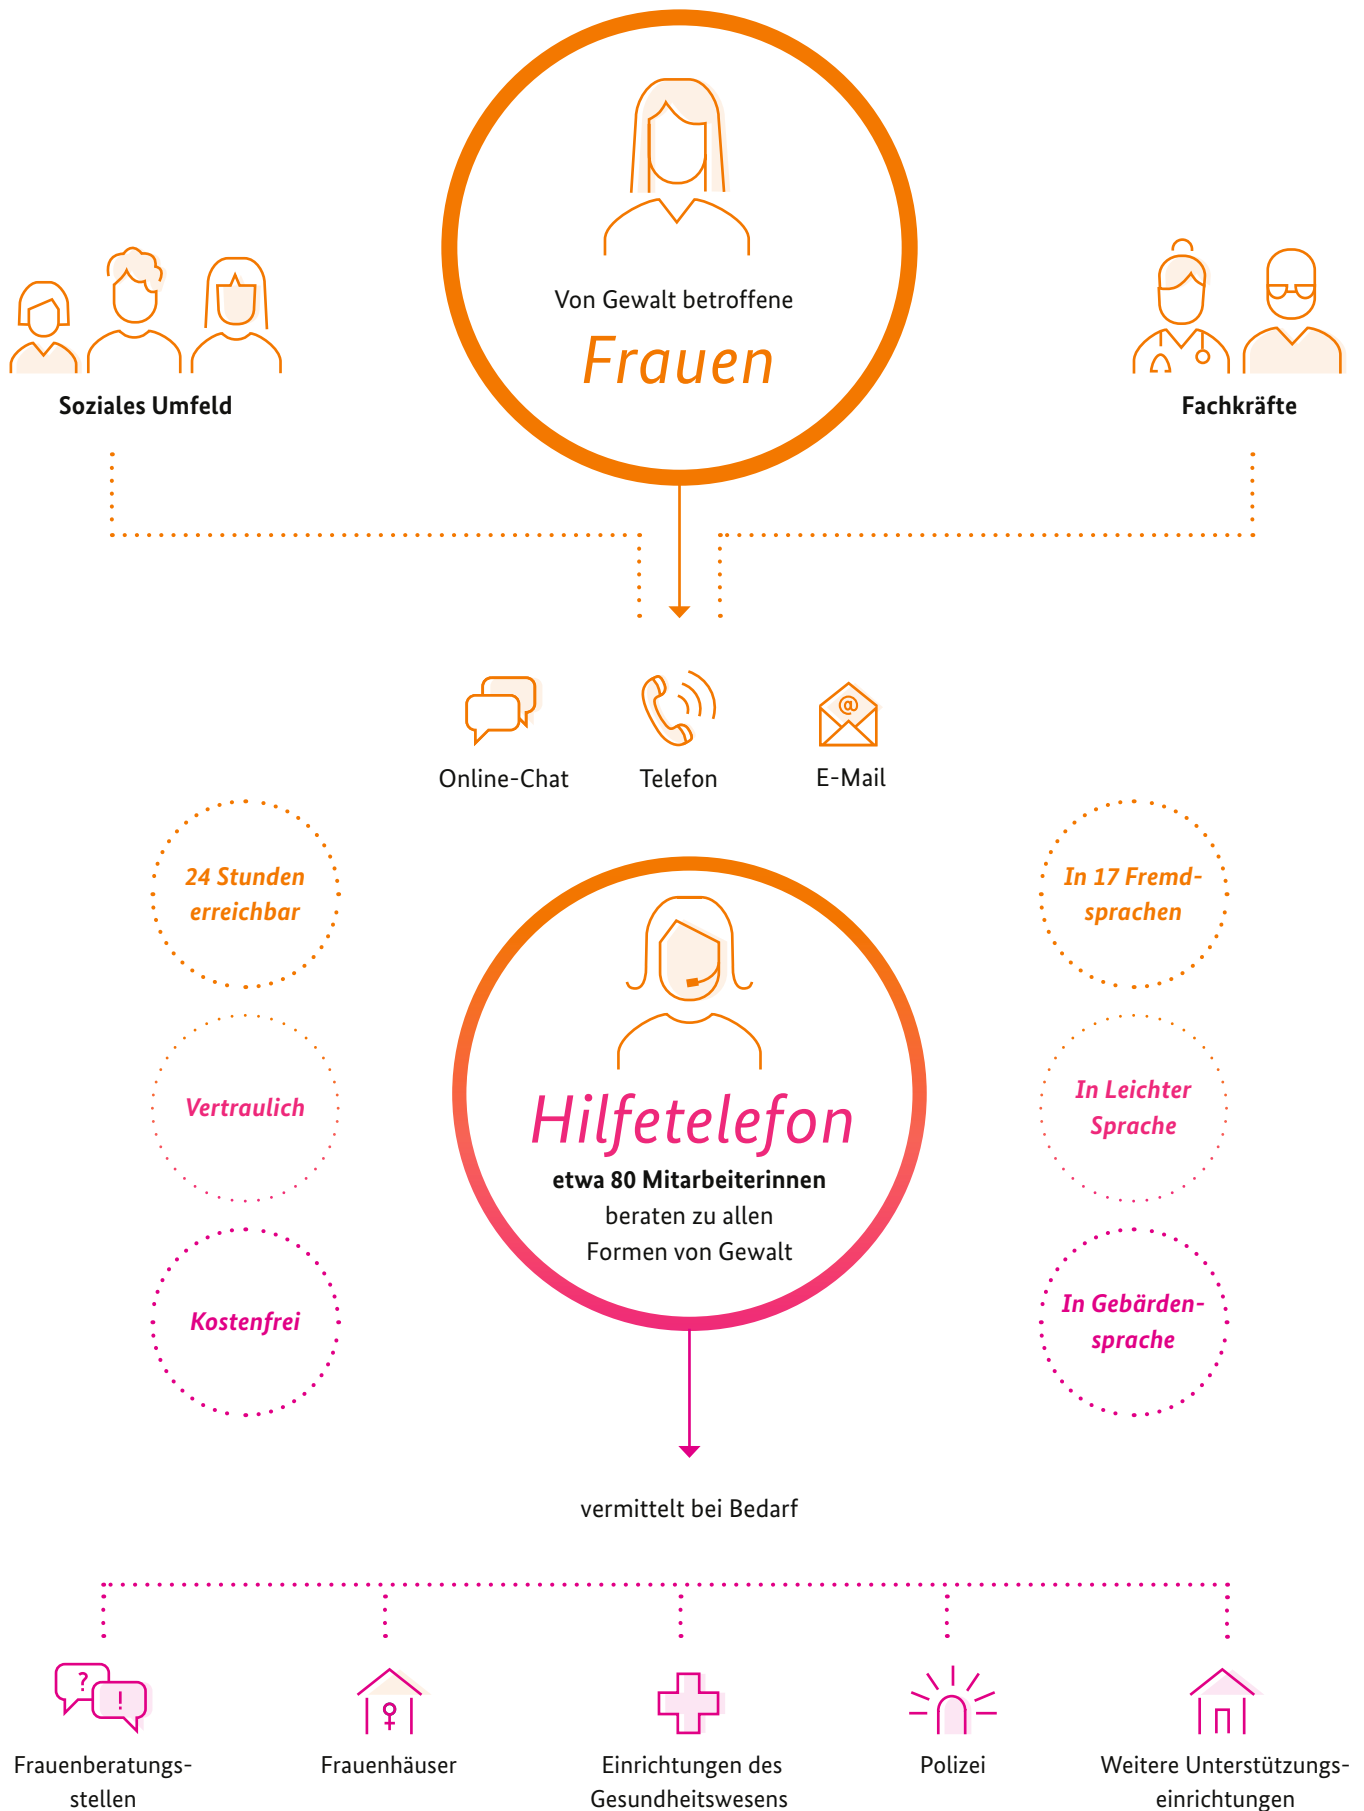 Von Gewalt betroffene
Frauen
Soziales Umfeld
Fachkräfte
@
Online-Chat
Telefon
E-Mail
24 Stunden
erreichbar
In 17 Fremd-
sprachen
Vertraulich
In Leichter
Sprache
Kostenfrei
In Gebärden-
sprache
Hilfetelefon
etwa 80 Mitarbeiterinnen
beraten zu allen
Formen von Gewalt
vermittelt bei Bedarf
?
!
Frauenberatungs-
stellen
Frauenhäuser
Einrichtungen des
Gesundheitswesens
Polizei
Weitere Unterstützungs-
einrichtungen